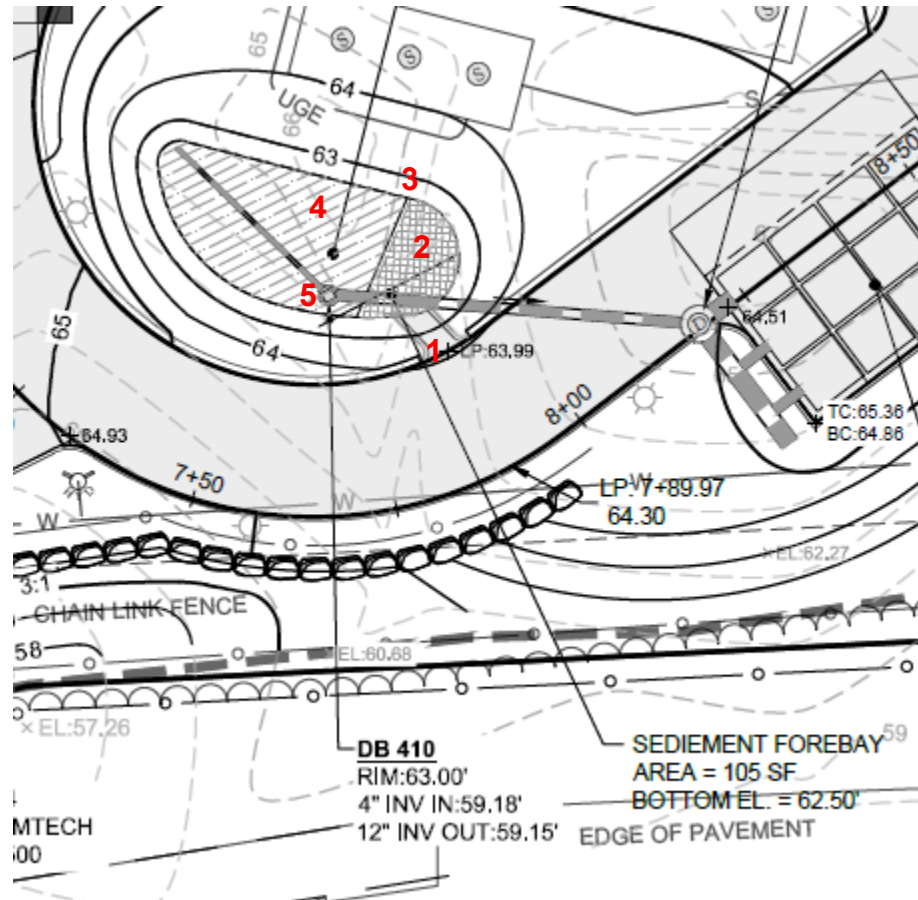 65
64
UGE
66
S
S
S
S
S
63
3
4
2
5
8+50
67
D
64.51
65
64
1
LP:63.99
TC:65.36
BC:64.86
64.93
8+00
7+50
W
W
W
LP: 7+89.97
64.30
EL:62.27
3:1
CHAIN LINK FENCE
58
EL:60.68
EL:57.26
59
DB 410
RIM:63.00'
4" INV IN:59.18'
12" INV OUT:59.15'
SEDIEMENT FOREBAY
AREA = 105 SF
BOTTOM EL. = 62.50'
EDGE OF PAVEMENT
MTECH
500